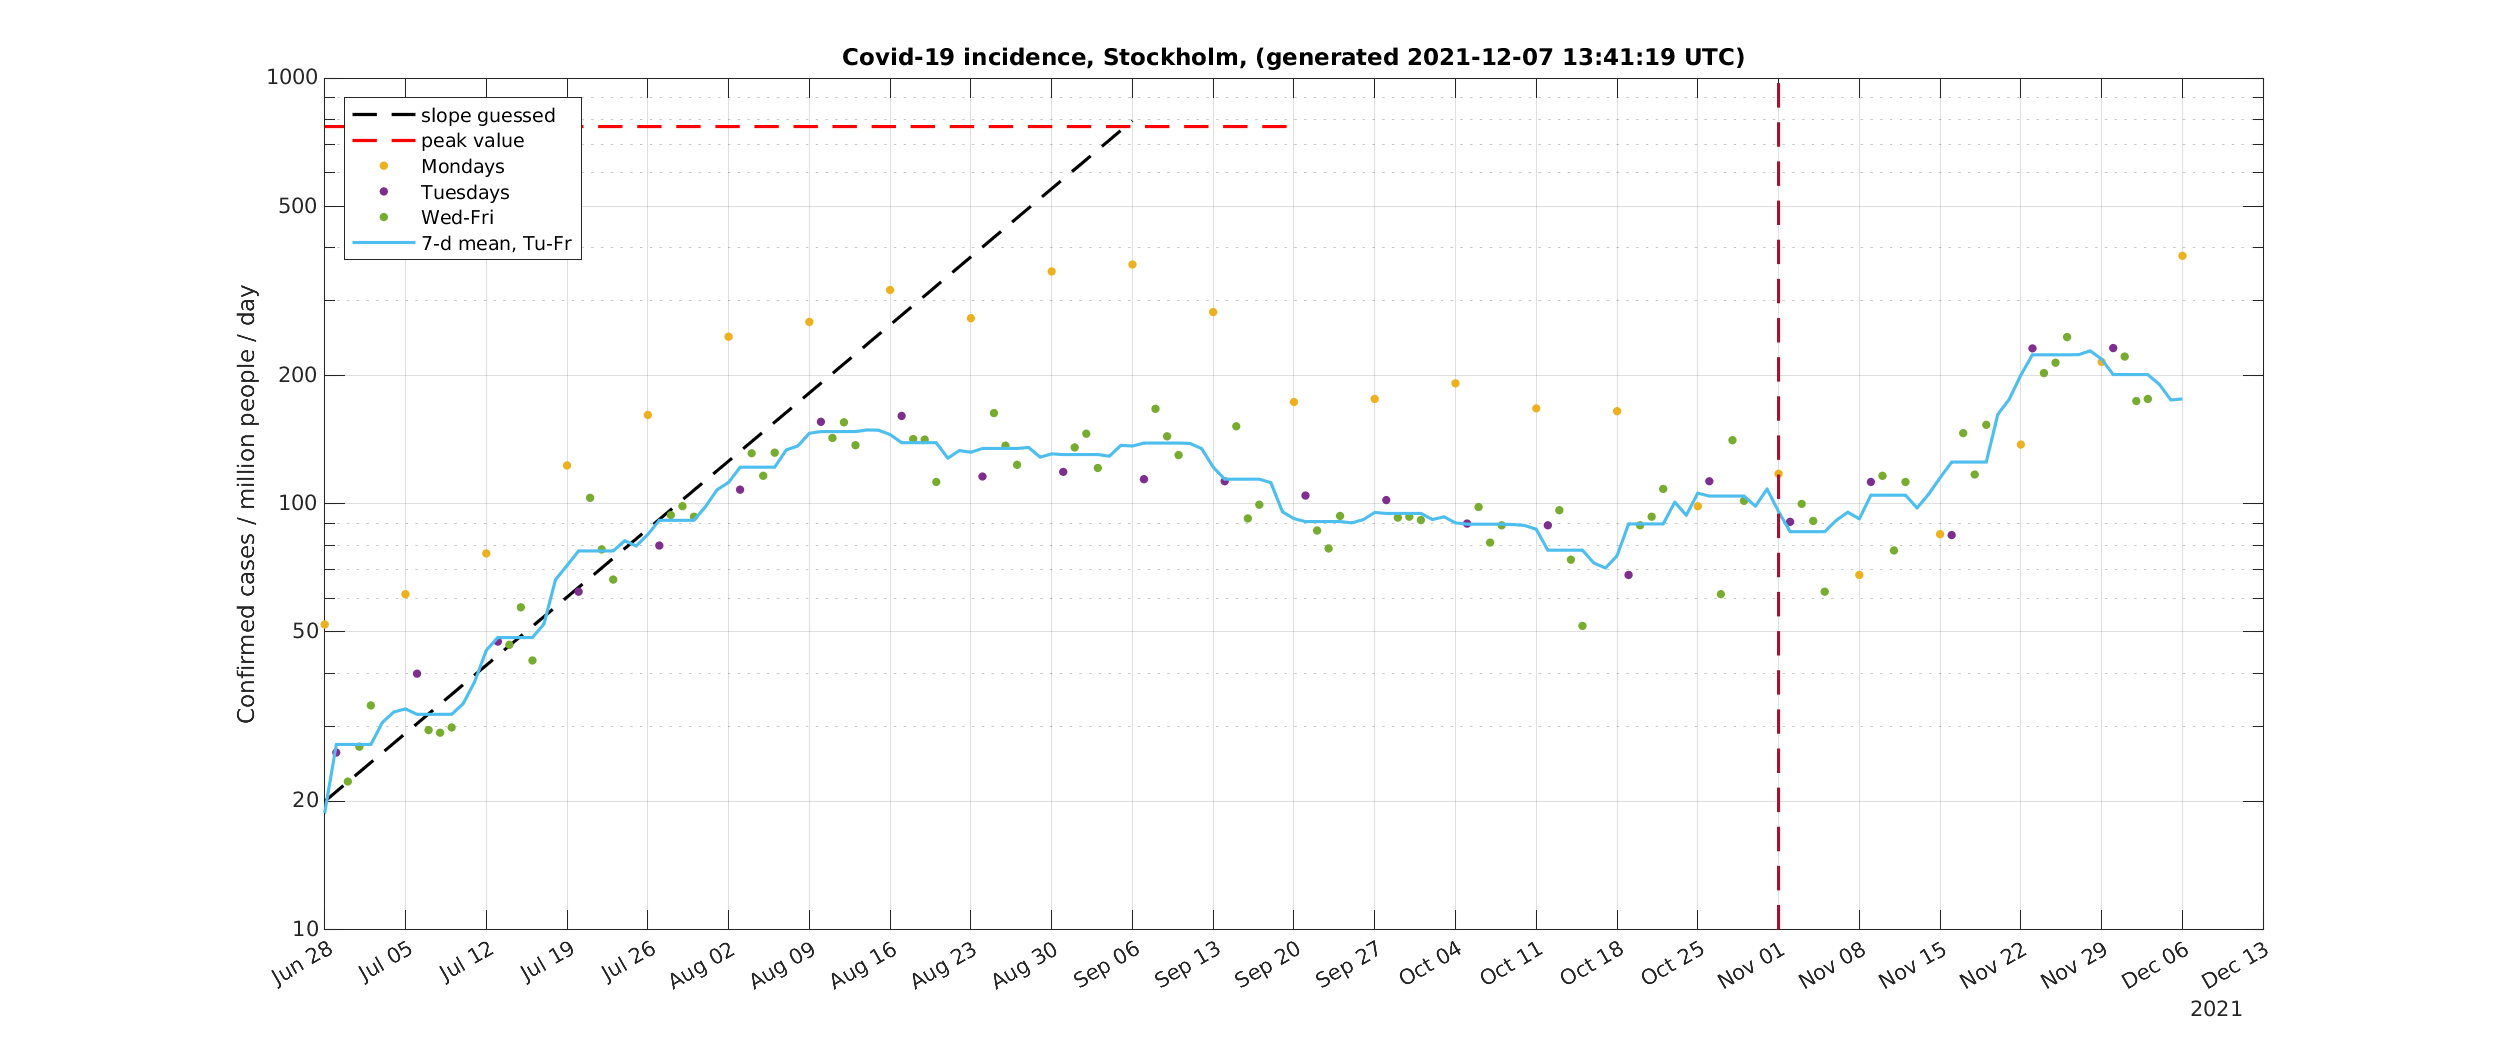 Covid-19 incidence, Stockholm, (generated 2021-12-07 13:41:19 UTC)
1000
500
200
100
50
20
10
Confirmed cases / million people / day
slope guessed
peak value
Mondays
Tuesdays
Wed-Fri
7-d mean, Tu-Fr
Jun 28
Jul 05
Jul 12
Jul 19
Jul 26
Aug 02
Aug 09
Aug 16
Aug 23
Aug 30
Sep 06
Sep 13
Sep 20
Sep 27
Oct 04
Oct 11
Oct 18
Oct 25
Nov 01
Nov 08
Nov 15
Nov 22
Nov 29
Dec 06
Dec 13
2021